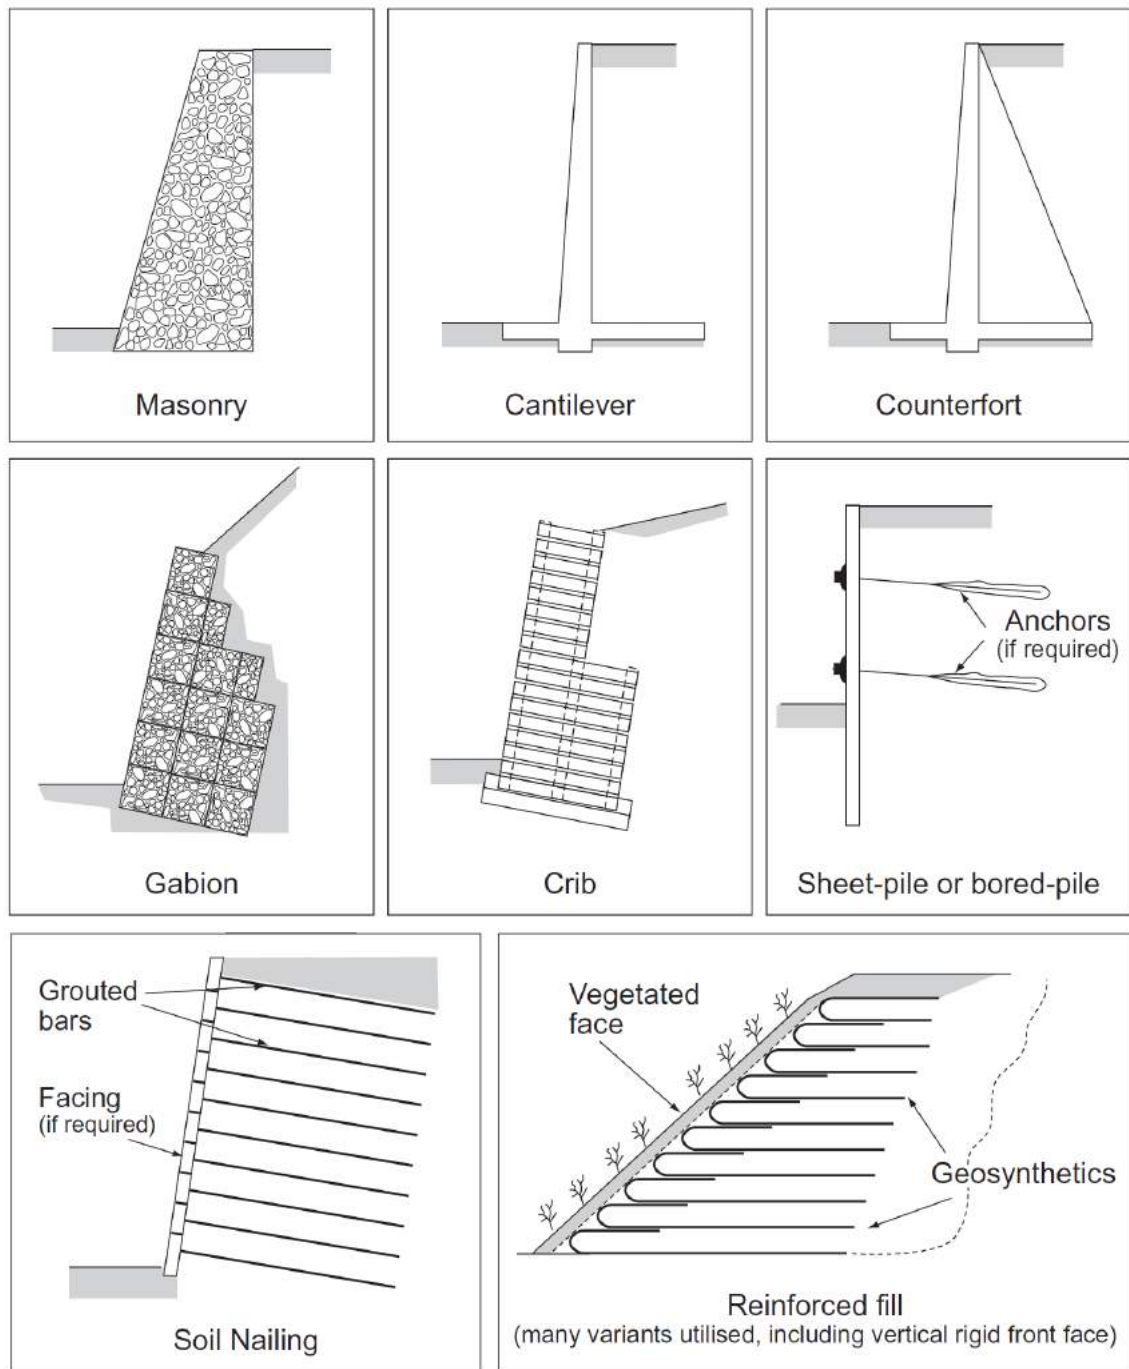 Masonry
Cantilever
Counterfort
Gabion
Crib
Anchors
(if required)
Sheet-pile or bored-pile
Grouted
bars
Facing
(if required)
Soil Nailing
Vegetated
face
Geosynthetics
Reinforced fill
(many variants utilised, including vertical rigid front face)